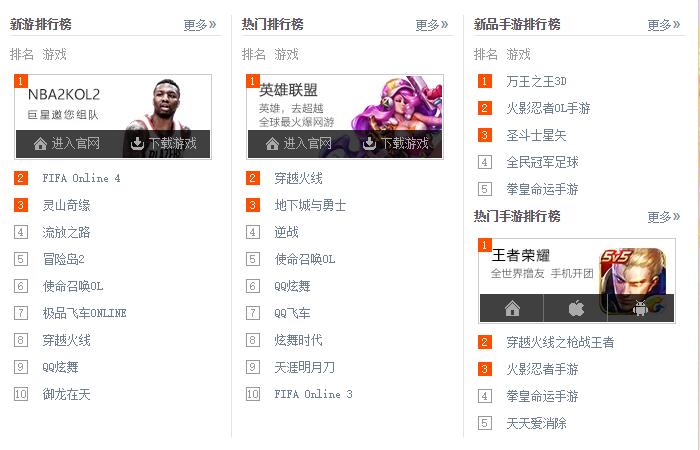 新游排行榜 更多»
排名 游戏
1
NBA2KOL2
巨星邀您组队
进入官网 下载游戏
2 FIFA Online 4
3 灵山奇缘
4 流放之路
5 冒险岛2
6 使命召唤OL
7 极品飞车ONLINE
8 穿越火线
9 QQ炫舞
10 御龙在天
热门排行榜 更多»
排名 游戏
1
英雄联盟
英雄，去超越
全球最火爆网游
进入官网 下载游戏
2 穿越火线
3 地下城与勇士
4 逆战
5 使命召唤OL
6 QQ炫舞
7 QQ飞车
8 炫舞时代
9 天涯明月刀
10 FIFA Online 3
新品手游排行榜 更多»
排名 游戏
1 万王之王3D
2 火影忍者OL手游
3 圣斗士星矢
4 全民冠军足球
5 拳皇命运手游
热门手游排行榜 更多»
1
王者荣耀
全世界撸友 手机开团
5v5
2 穿越火线之枪战王者
3 火影忍者手游
4 拳皇命运手游
5 天天爱消除